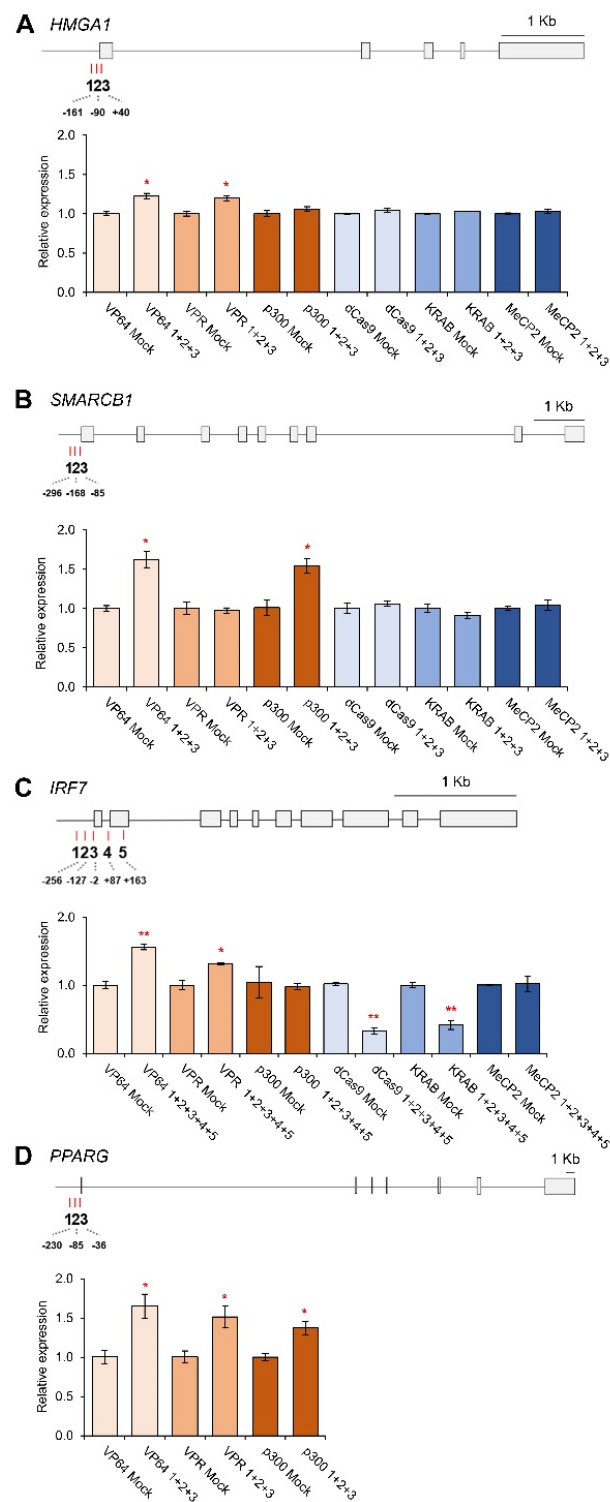 A HMGA1
1 Kb
123
-161 -90 +40
Relative expression
2.0
1.5
1.0
0.5
0.0
* *
VP64 Mock
VP64 1+2+3
VPR Mock
VPR 1+2+3
p300 Mock
p300 1+2+3
dCas9 Mock
dCas9 1+2+3
KRAB Mock
KRAB 1+2+3
MeCP2 Mock
MeCP2 1+2+3
B SMARCB1
1 Kb
123
-296 -168 -85
Relative expression
2.0
1.5
1.0
0.5
0.0
* *
VP64 Mock
VP64 1+2+3
VPR Mock
VPR 1+2+3
p300 Mock
p300 1+2+3
dCas9 Mock
dCas9 1+2+3
KRAB Mock
KRAB 1+2+3
MeCP2 Mock
MeCP2 1+2+3
C IRF7
1 Kb
123 4 5
-256 -127 -2 +87 +163
Relative expression
2.0
1.0
0.0
** * ** **
VP64 Mock
VP64 1+2+3+4+5
VPR Mock
VPR 1+2+3+4+5
p300 Mock
p300 1+2+3+4+5
dCas9 Mock
dCas9 1+2+3+4+5
KRAB Mock
KRAB 1+2+3+4+5
MeCP2 Mock
MeCP2 1+2+3+4+5
D PPARG
1 Kb
123
-230 -85 -36
Relative expression
2.0
1.5
1.0
0.5
0.0
* * *
VP64 Mock
VP64 1+2+3
VPR Mock
VPR 1+2+3
p300 Mock
p300 1+2+3